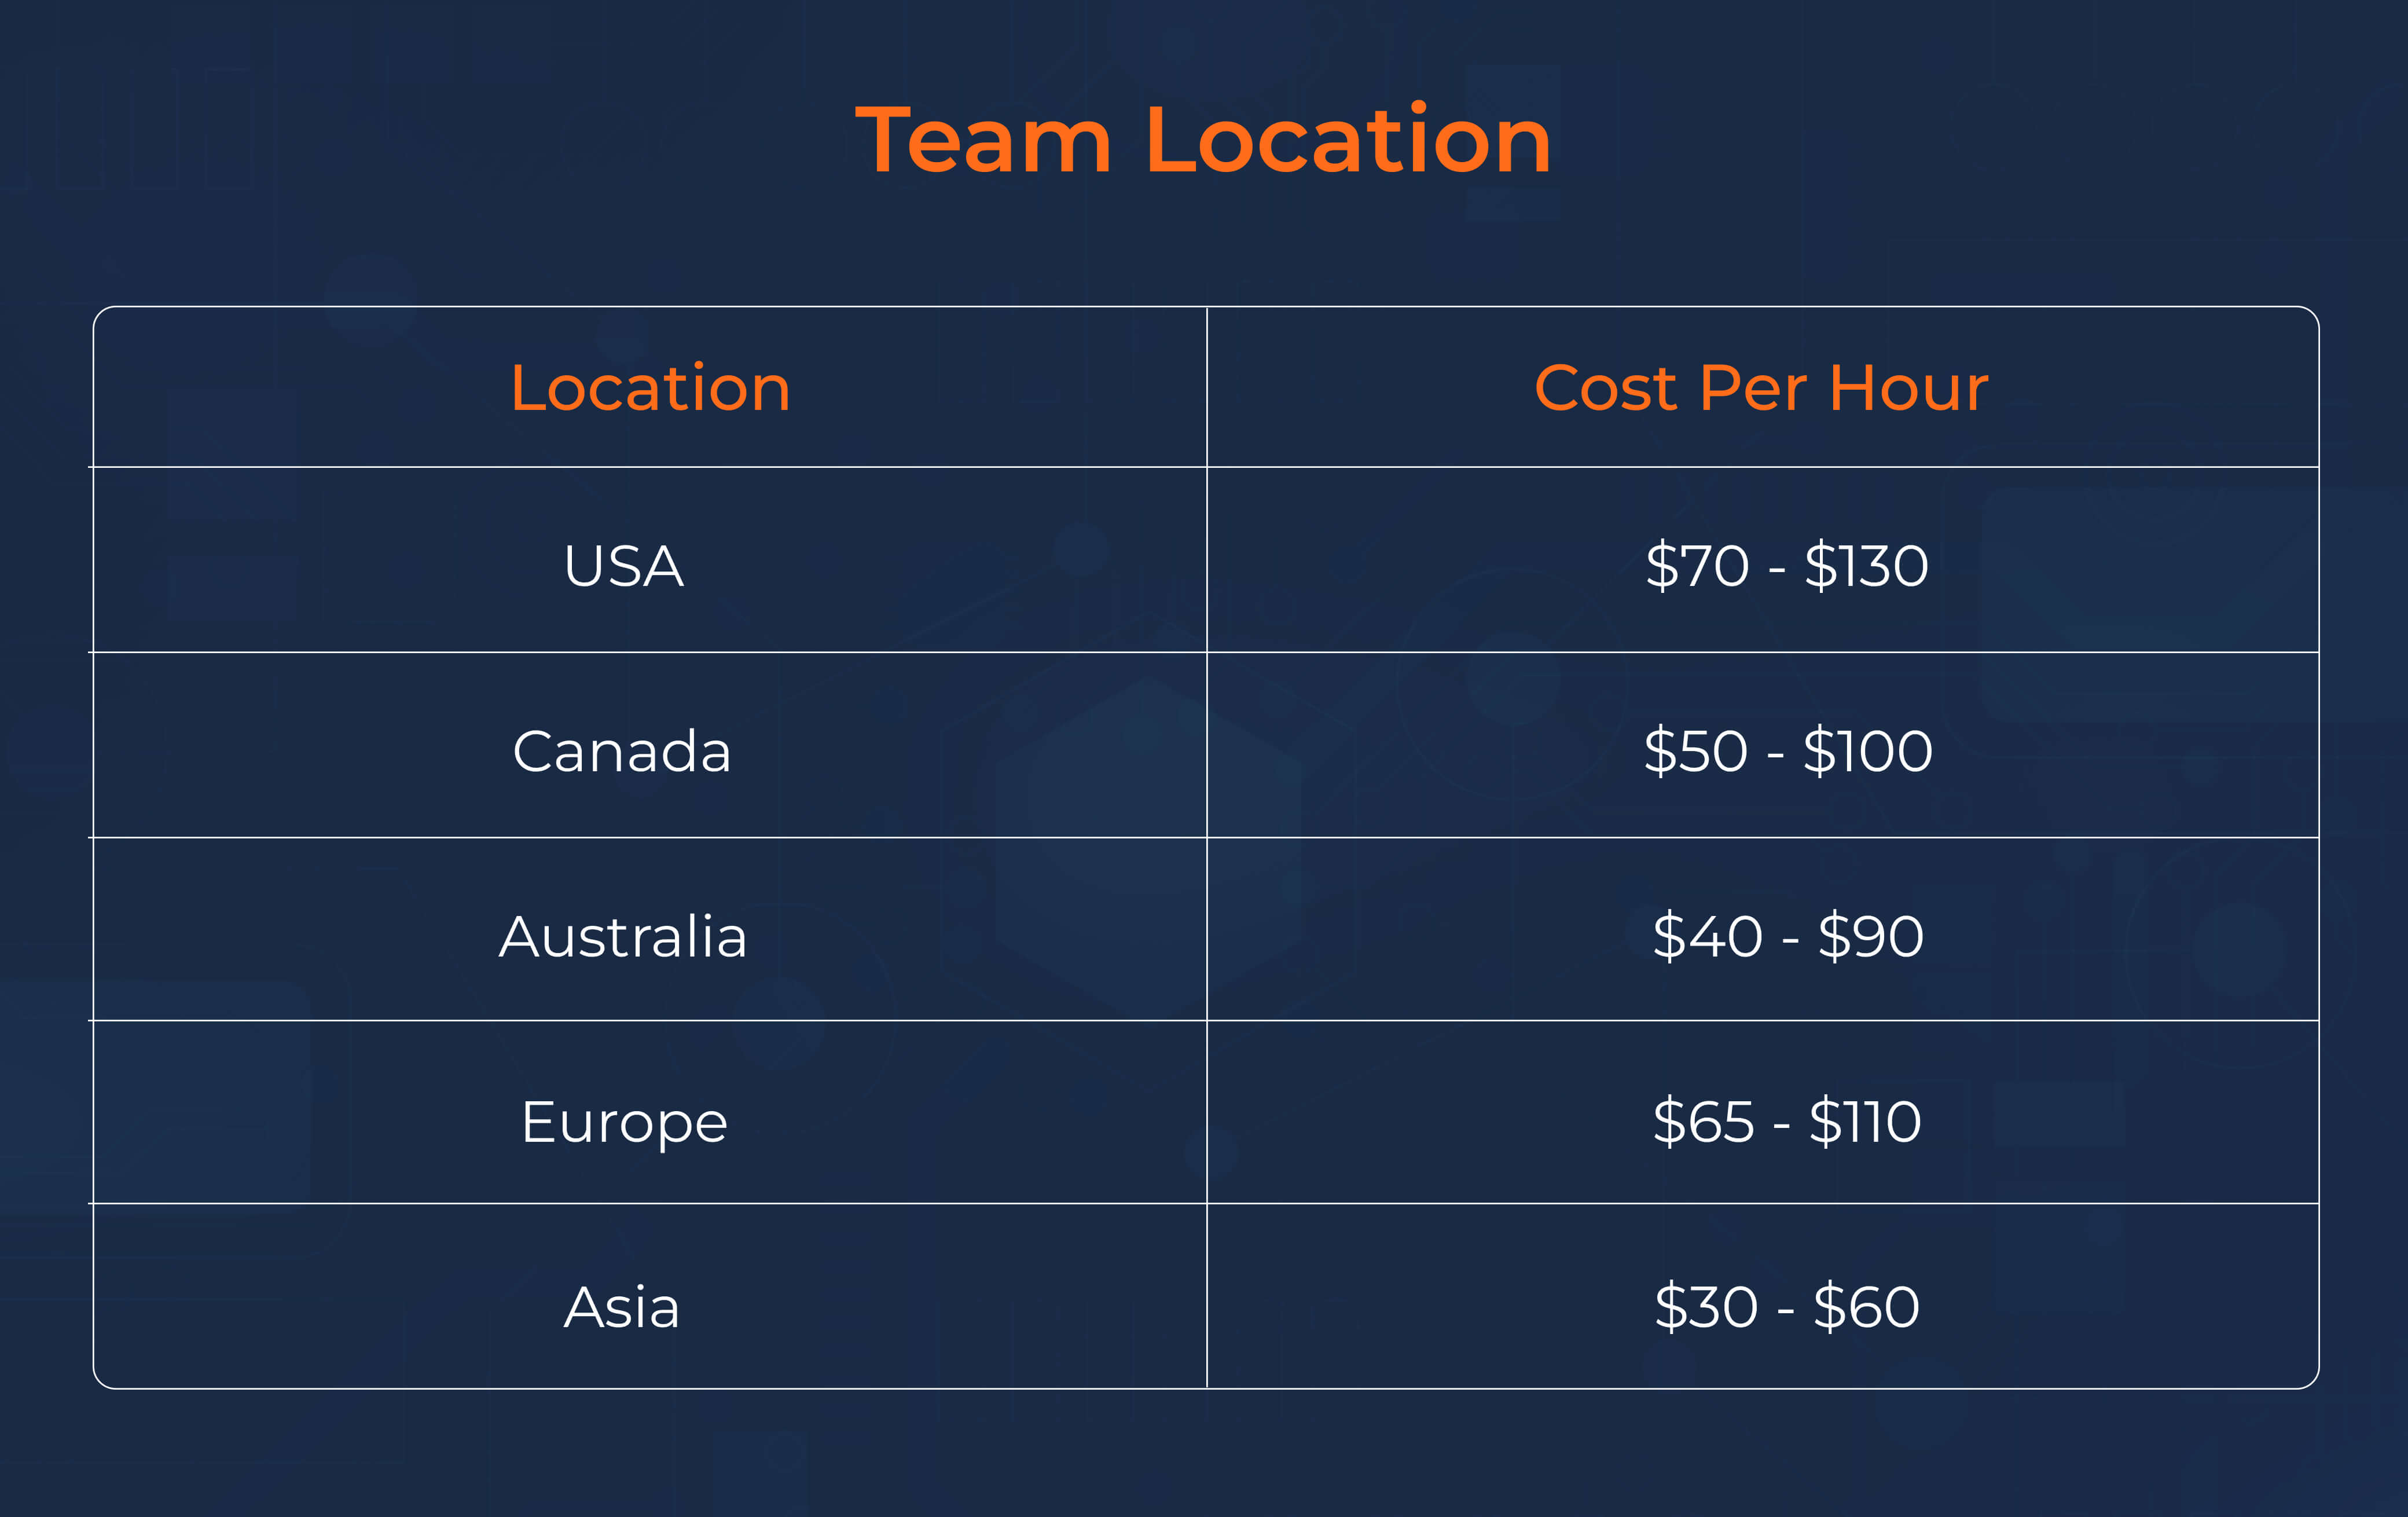 Team Location
Location Cost Per Hour
USA $70 - $130
Canada $50 - $100
Australia $40 - $90
Europe $65 - $110
Asia $30 - $60